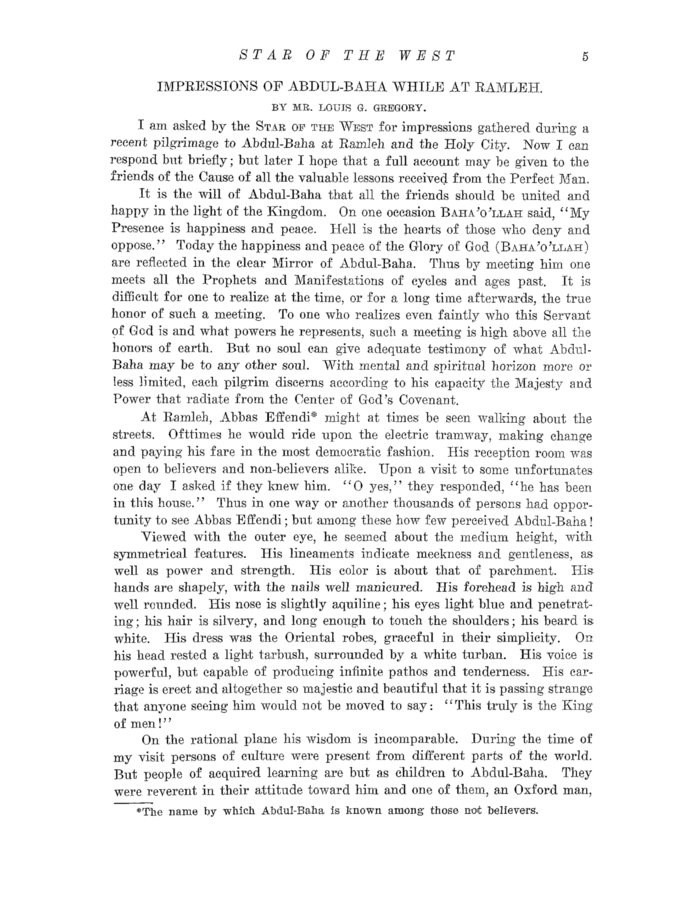 STAR OF THE WEST 5
IMPRESSIONS OF ABDUL-BAHA WHILE AT RAMLEH.
BY MR. LOUIS G. GREGORY.
I am asked by the STAR OF THE WEST for impressions gathered during a
recent pilgrimage to Abdul-Baha at Ramleh and the Holy City. Now I can
respond but briefly; but later I hope that a full account may be given to the
friends of the Cause of all the valuable lessons received from the Perfect Man.
It is the will of Abdul-Baha that all the friends should be united and
happy in the light of the Kingdom. On one occasion BAHA'O'LLAH said, "My
Presence is happiness and peace. Hell is the hearts of those who deny and
oppose." Today the happiness and peace of the Glory of God (BAHA'O'LLAH)
are reflected in the clear Mirror of Abdul-Baha. Thus by meeting him one
meets all the Prophets and Manifestations of cycles and ages past. It is
difficult for one to realize at the time, or for a long time afterwards, the true
honor of such a meeting. To one who realizes even faintly who this Servant
of God is and what powers he represents, such a meeting is high above all the
honors of earth. But no soul can give adequate testimony of what Abdul-
Baha may be to any other soul. With mental and spiritual horizon more or
less limited, each pilgrim discerns according to his capacity the Majesty and
Power that radiate from the Center of God's Covenant.
At Ramleh, Abbas Effendi* might at times be seen walking about the
streets. Ofttimes he would ride upon the electric tramway, making change
and paying his fare in the most democratic fashion. His reception room was
open to believers and non-believers alike. Upon a visit to some unfortunates
one day I asked if they knew him. "O yes," they responded, "he has been
in this house." Thus in one way or another thousands of persons had oppor-
tunity to see Abbas Effendi; but among these how few perceived Abdul-Baha!
Viewed with the outer eye, he seemed about the medium height, with
symmetrical features. His lineaments indicate meekness and gentleness, as
well as power and strength. His color is about that of parchment. His
hands are shapely, with the nails well manicured. His forehead is high and
well rounded. His nose is slightly aquiline; his eyes light blue and penetrat-
ing; his hair is silvery, and long enough to touch the shoulders; his beard is
white. His dress was the Oriental robes, graceful in their simplicity. On
his head rested a light tarbush, surrounded by a white turban. His voice is
powerful, but capable of producing infinite pathos and tenderness. His car-
riage is erect and altogether so majestic and beautiful that it is passing strange
that anyone seeing him would not be moved to say: "This truly is the King
of men!"
On the rational plane his wisdom is incomparable. During the time of
my visit persons of culture were present from different parts of the world.
But people of acquired learning are but as children to Abdul-Baha. They
were reverent in their attitude toward him and one of them, an Oxford man,
*The name by which Abdul-Baha is known among those not believers.